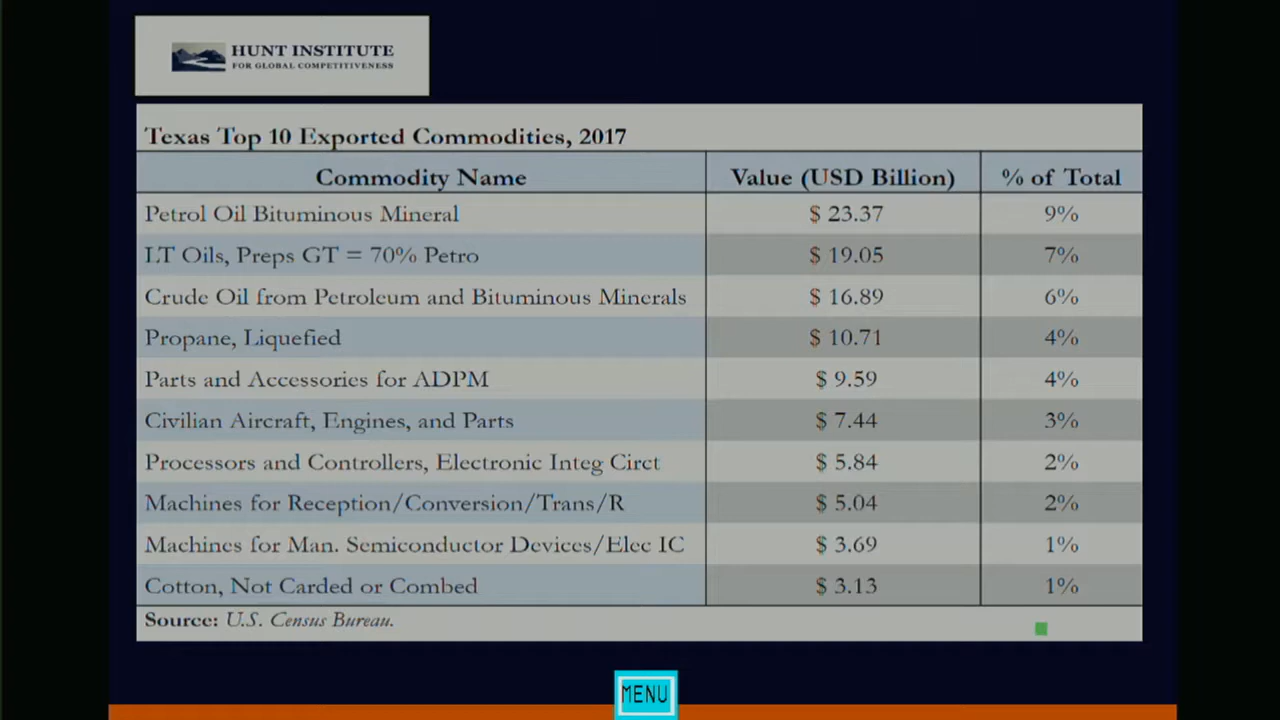 HUNT INSTITUTE
FOR GLOBAL COMPETITIVENESS
Texas Top 10 Exported Commodities, 2017
Commodity Name Value (USD Billion) % of Total
Petrol Oil Bituminous Mineral $ 23.37 9%
LT Oils, Preps GT = 70% Petro $ 19.05 7%
Crude Oil from Petroleum and Bituminous Minerals $ 16.89 6%
Propane, Liquefied $ 10.71 4%
Parts and Accessories for ADPM $ 9.59 4%
Civilian Aircraft, Engines, and Parts $ 7.44 3%
Processors and Controllers, Electronic Integ Circt $ 5.84 2%
Machines for Reception/Conversion/Trans/R $ 5.04 2%
Machines for Man. Semiconductor Devices/Elec IC $ 3.69 1%
Cotton, Not Carded or Combed $ 3.13 1%
Source: U.S. Census Bureau.
MENU